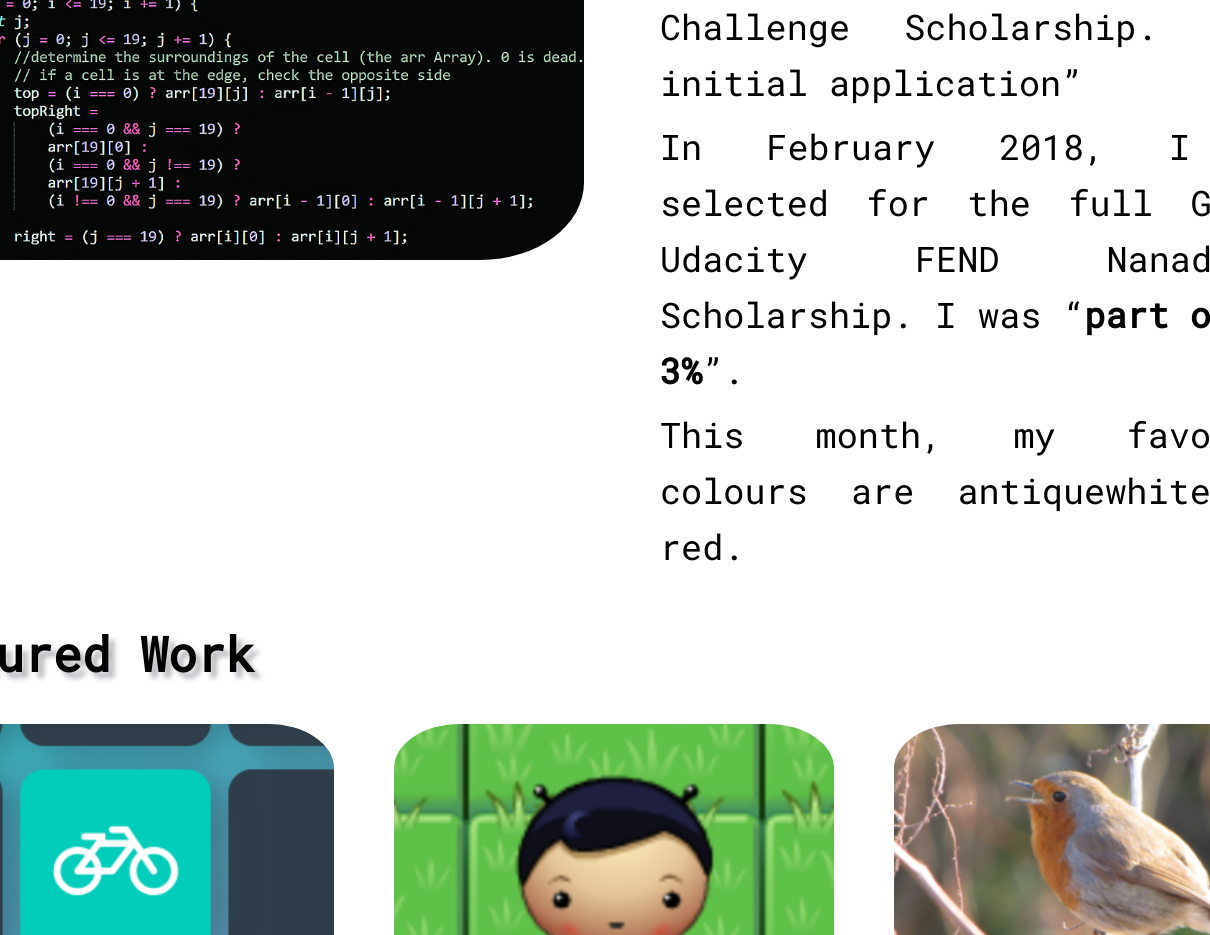 = 0; i <= 19; i += 1) {
t j;
r (j = 0; j <= 19; j += 1) {
//determine the surroundings of the cell (the arr Array). 0 is dead.
// if a cell is at the edge, check the opposite side
top = (i === 0) ? arr[19][j] : arr[i - 1][j];
topRight =
(i === 0 && j === 19) ?
arr[19][0] :
(i === 0 && j !== 19) ?
arr[19][j + 1] :
(i !== 0 && j === 19) ? arr[i - 1][0] : arr[i - 1][j + 1];
right = (j === 19) ? arr[i][0] : arr[i][j + 1];
Challenge Scholarship.
initial application”
In February 2018, I
selected for the full G
Udacity FEND Nanad
Scholarship. I was “part o
3%”.
This month, my favo
colours are antiquewhite
red.
ured Work